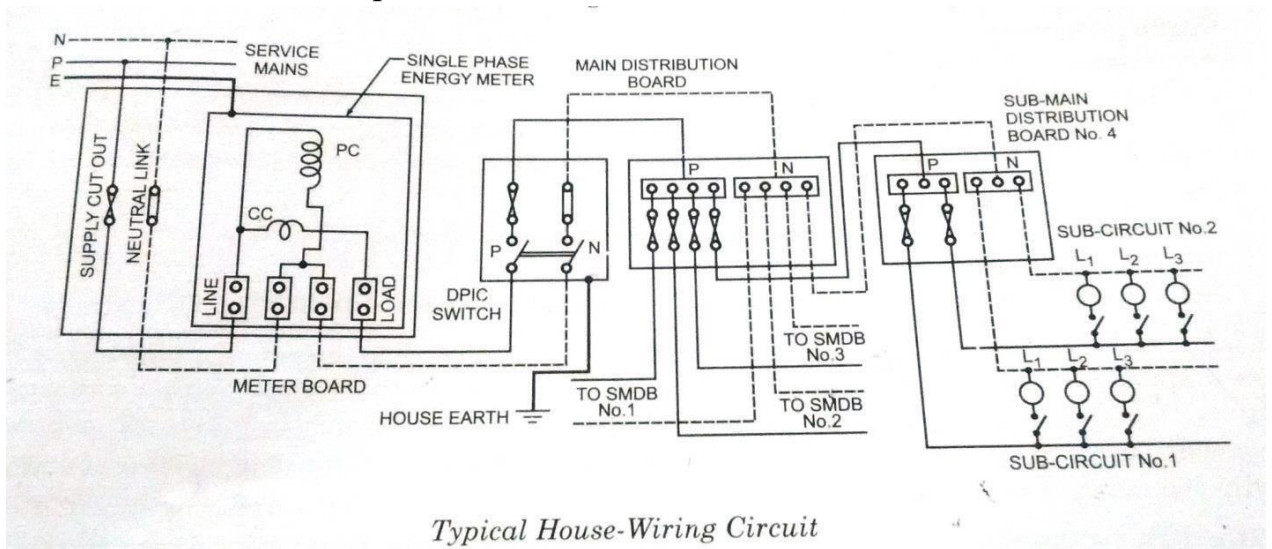 N
P
E
SERVICE
MAINS
SINGLE PHASE
ENERGY METER
MAIN DISTRIBUTION
BOARD
SUB-MAIN
DISTRIBUTION
BOARD No. 4
SUPPLY CUT OUT
NEUTRAL LINK
PC
CC
LINE
LOAD
METER BOARD
P
N
DPIC
SWITCH
HOUSE EARTH
P
N
TO SMDB
No.1
TO SMDB
No.3
TO SMDB
No.2
P
N
SUB-CIRCUIT No.2
L1 L2 L3
L1 L2 L3
SUB-CIRCUIT No.1
Typical House-Wiring Circuit